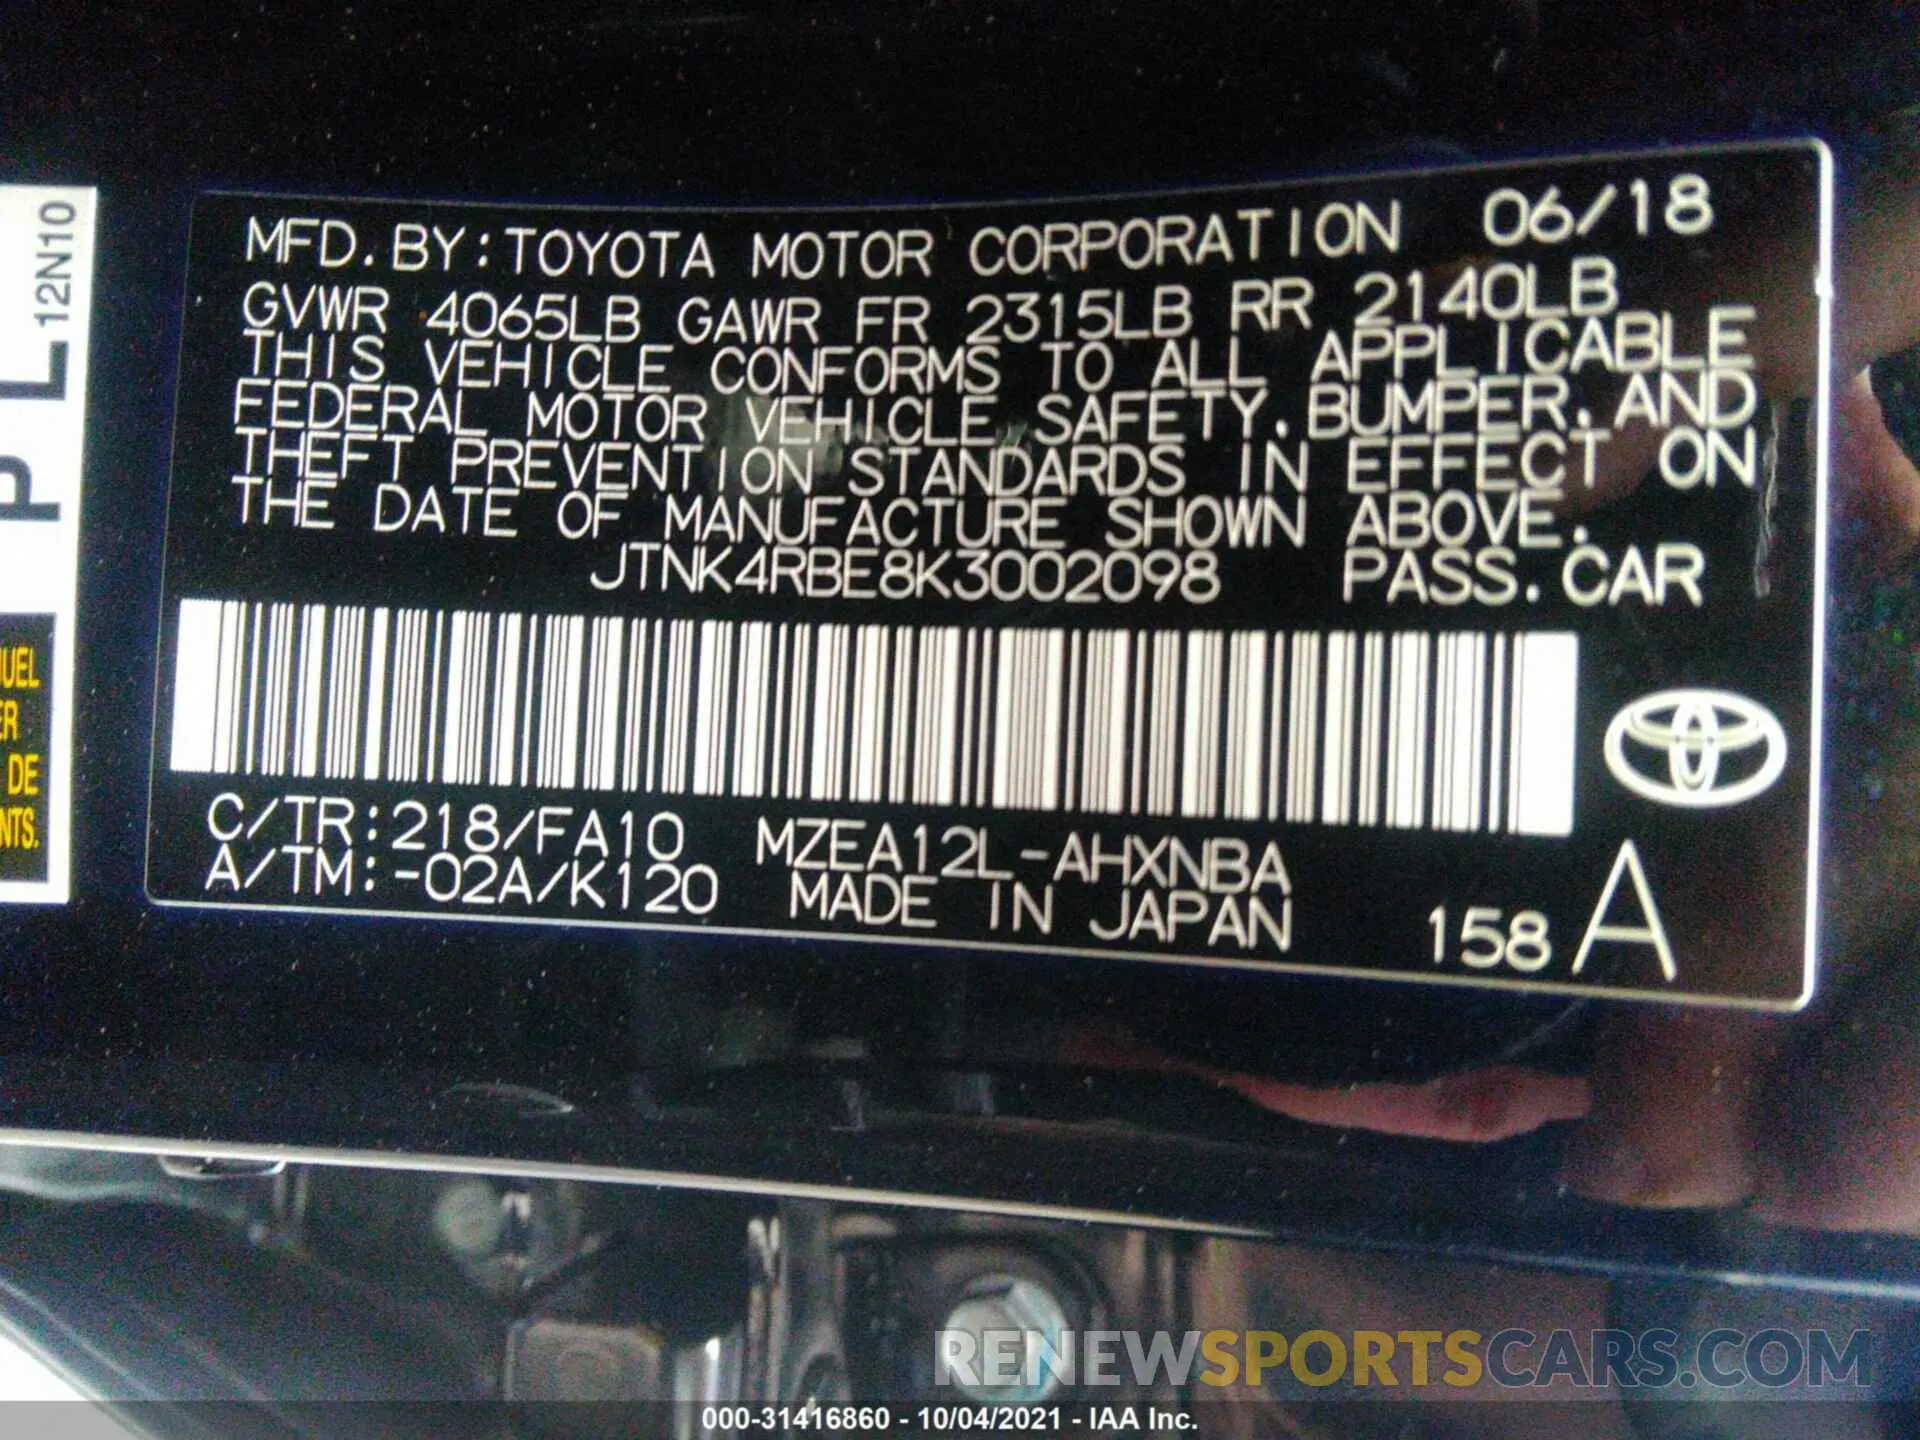 MFD. BY: TOYOTA MOTOR CORPORATION 06/18
GVWR 4065LB GAWR FR 2315LB RR 2140LB
THIS VEHICLE CONFORMS TO ALL APPLICABLE
FEDERAL MOTOR VEHICLE SAFETY, BUMPER, AND
THEFT PREVENTION STANDARDS IN EFFECT ON
THE DATE OF MANUFACTURE SHOWN ABOVE.
JTNK4RBE8K3002098 PASS. CAR
C/TR: 218/FA10 MZEA12L-AHXNBA
A/TM: -02A/K120 MADE IN JAPAN 158 A
12N10
P L
DE
RENEWSPORTSCARS.COM
000-31416860 - 10/04/2021 - IAA Inc.